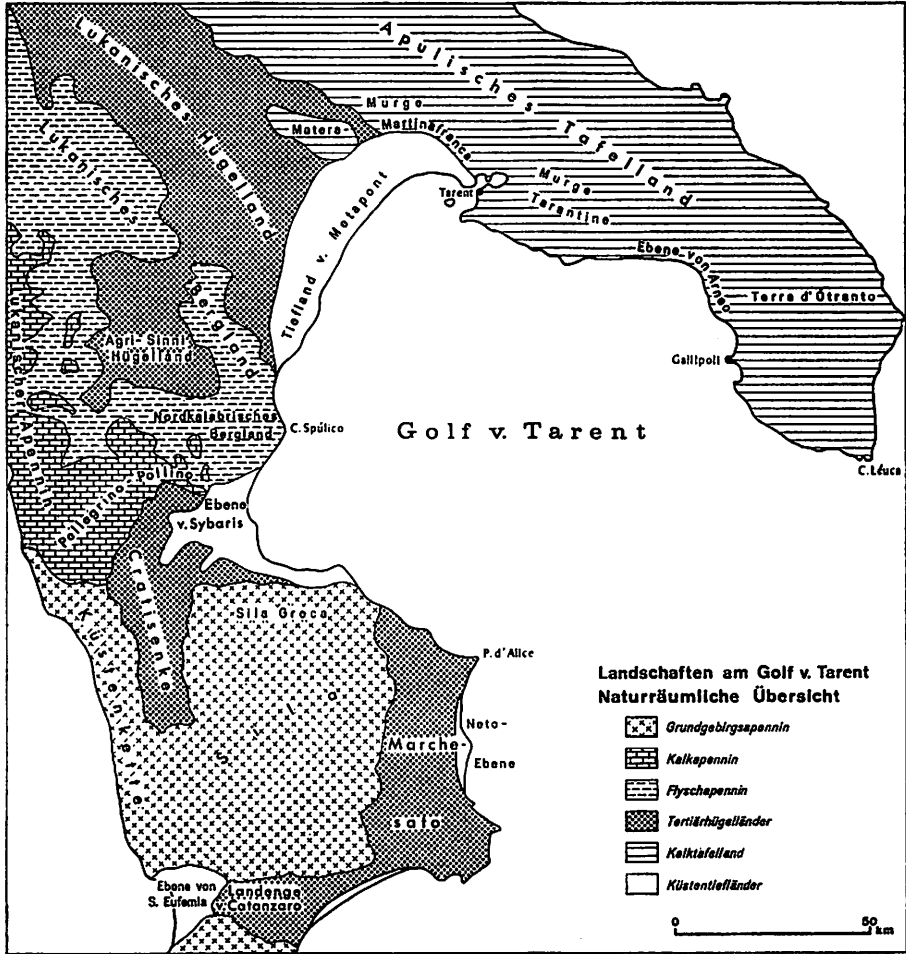 Apulisches Tafelland
Lukanisches Hügelland
Murge
Matera-
Martinafranca
Lukanisches
Bergland
Murge
Tarantine
Tarent
Tiefland v. Metapont
Ebene von Arneo
Terra d'Otranto
Agri-Sinni-
Hügelland
Lukanischer Apennin
Gallipoli
Nordkalabrisches
Bergland
C. Spúlico
Golf v. Tarent
C. Léuca
Pellegrino-Pollino
Ebene
v. Sybaris
Cratisenke
Küstenkette
Sila Greca
Sila
P. d'Alice
Neto-
Ebene
Marche-
sato
Ebene von
S. Eufemia
Landenge
v. Catanzaro
Landschaften am Golf v. Tarent
Naturräumliche Übersicht
Grundgebirgsapennin
Kalkapennin
Flyschapennin
Tertiärhügelländer
Kalktafelland
Küstentiefländer
0 50
km